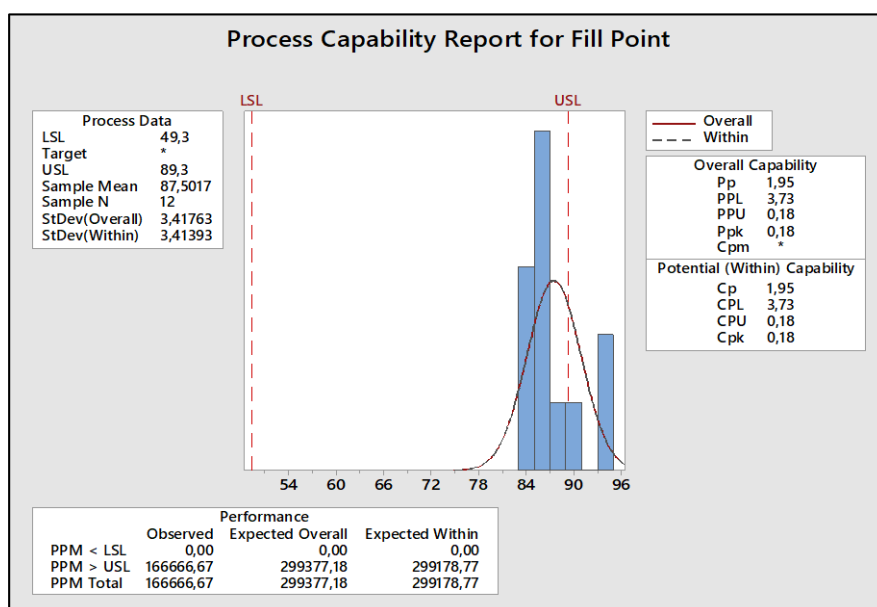 Process Capability Report for Fill Point
LSL USL
Process Data
LSL 49,3
Target *
USL 89,3
Sample Mean 87,5017
Sample N 12
StDev(Overall) 3,41763
StDev(Within) 3,41393
Overall
Within
Overall Capability
Pp 1,95
PPL 3,73
PPU 0,18
Ppk 0,18
Cpm *
Potential (Within) Capability
Cp 1,95
CPL 3,73
CPU 0,18
Cpk 0,18
54 60 66 72 78 84 90 96
Performance
Observed Expected Overall Expected Within
PPM < LSL 0,00 0,00 0,00
PPM > USL 166666,67 299377,18 299178,77
PPM Total 166666,67 299377,18 299178,77